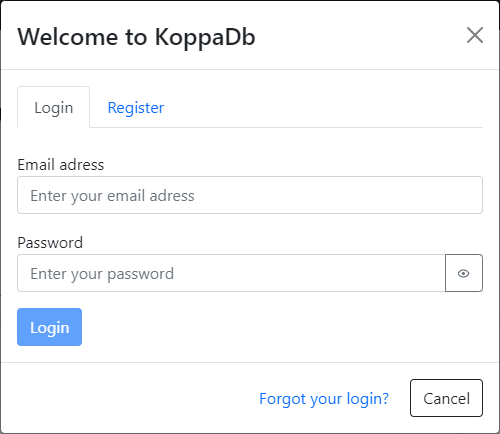 Welcome to KoppaDb
Login Register
Email adress
Enter your email adress
Password
Enter your password
Login
Forgot your login? Cancel